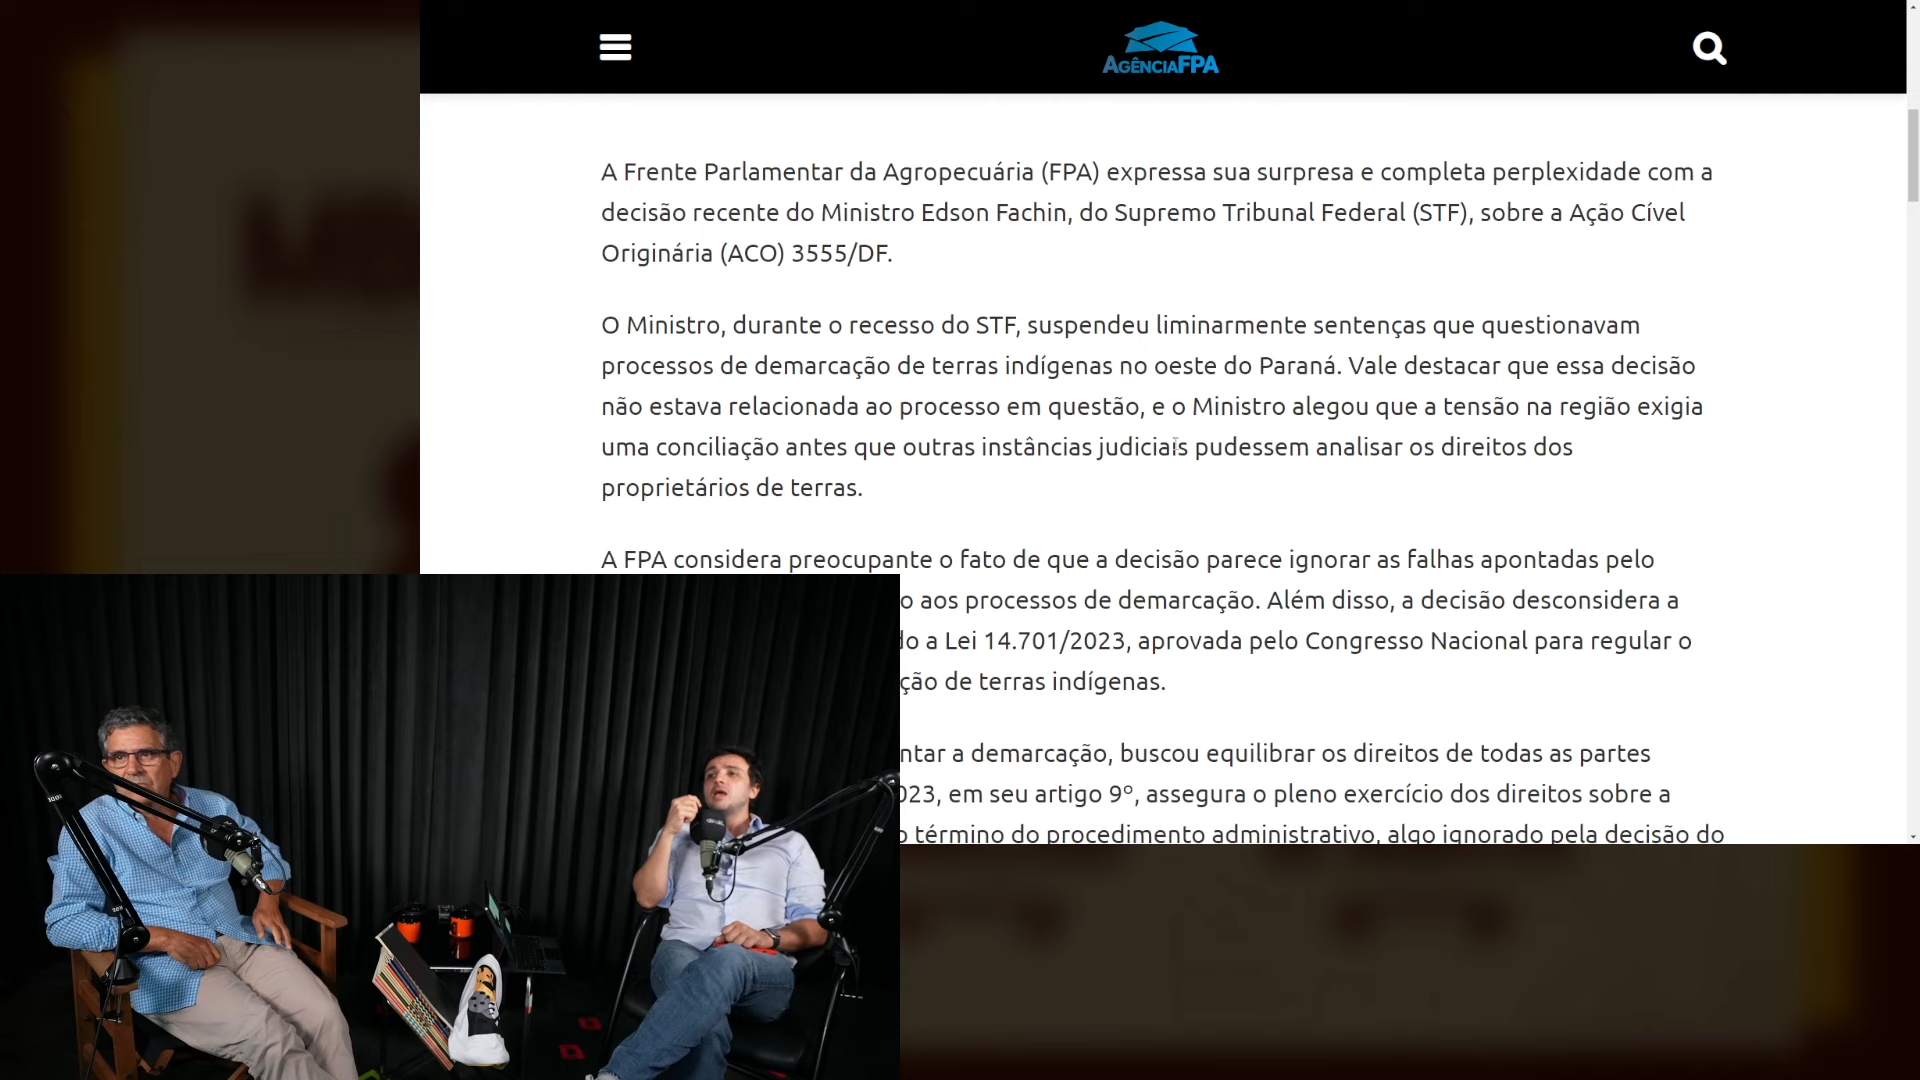 AGÊNCIAFPA
A Frente Parlamentar da Agropecuária (FPA) expressa sua surpresa e completa perplexidade com a
decisão recente do Ministro Edson Fachin, do Supremo Tribunal Federal (STF), sobre a Ação Cível
Originária (ACO) 3555/DF.
O Ministro, durante o recesso do STF, suspendeu liminarmente sentenças que questionavam
processos de demarcação de terras indígenas no oeste do Paraná. Vale destacar que essa decisão
não estava relacionada ao processo em questão, e o Ministro alegou que a tensão na região exigia
uma conciliação antes que outras instâncias judiciais pudessem analisar os direitos dos
proprietários de terras.
A FPA considera preocupante o fato de que a decisão parece ignorar as falhas apontadas pelo
o aos processos de demarcação. Além disso, a decisão desconsidera a
do a Lei 14.701/2023, aprovada pelo Congresso Nacional para regular o
ção de terras indígenas.
ntar a demarcação, buscou equilibrar os direitos de todas as partes
023, em seu artigo 9º, assegura o pleno exercício dos direitos sobre a
o término do procedimento administrativo, algo ignorado pela decisão do